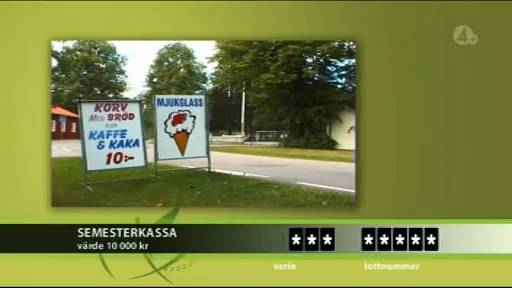 4
KORV
MED BRÖD
KAFFE
& KAKA
10:-
MJUKGLASS
SEMESTERKASSA
värde 10 000 kr
***
*****
serie
lottnummer